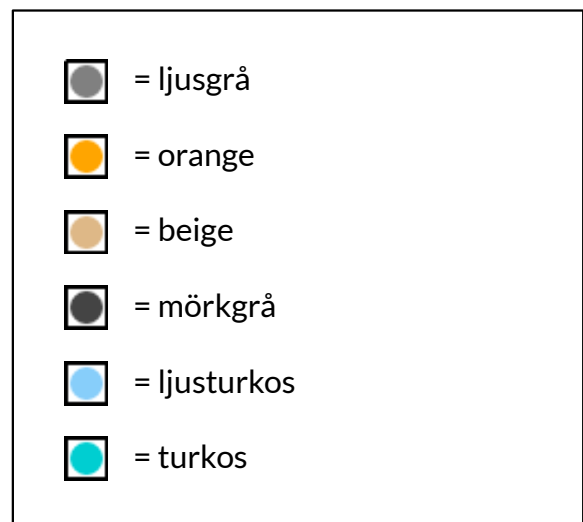 = ljusgrå
= orange
= beige
= mörkgrå
= ljusturkos
= turkos